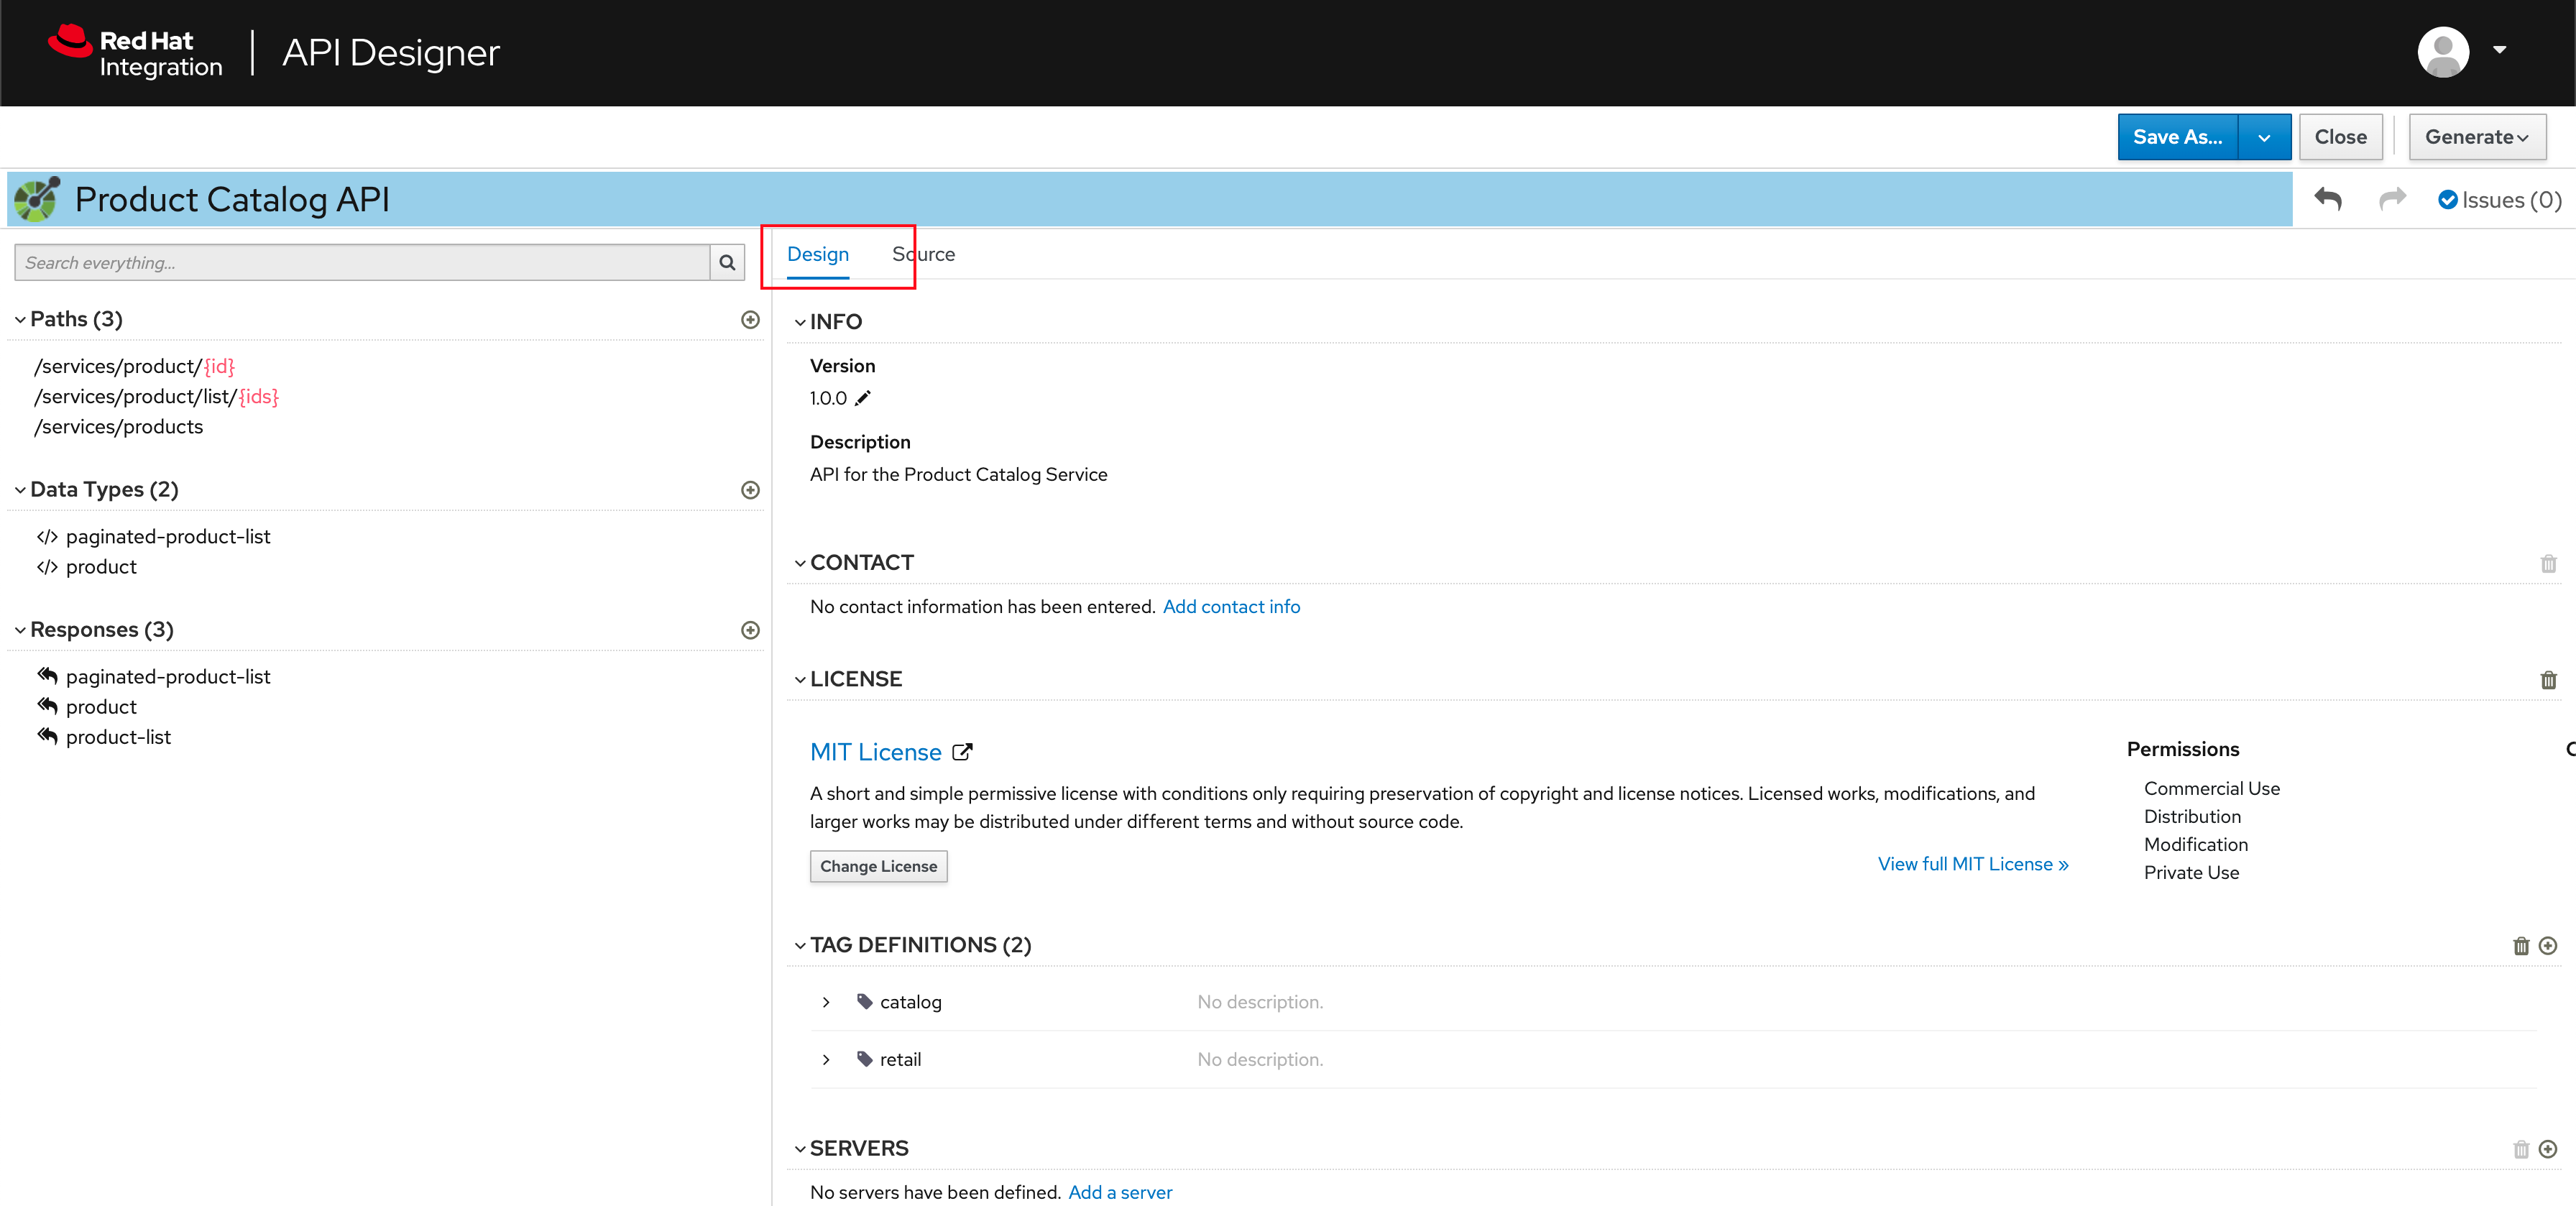 Red Hat
Integration
API Designer
Save As...
Close
Generate
Product Catalog API
Issues (0)
Search everything...
Design
Source
Paths (3)
/services/product/{id}
/services/product/list/{ids}
/services/products
Data Types (2)
</> paginated-product-list
</> product
Responses (3)
paginated-product-list
product
product-list
INFO
Version
1.0.0
Description
API for the Product Catalog Service
CONTACT
No contact information has been entered. Add contact info
LICENSE
MIT License
A short and simple permissive license with conditions only requiring preservation of copyright and license notices. Licensed works, modifications, and
larger works may be distributed under different terms and without source code.
Change License
View full MIT License »
Permissions
Commercial Use
Distribution
Modification
Private Use
TAG DEFINITIONS (2)
catalog No description.
retail No description.
SERVERS
No servers have been defined. Add a server